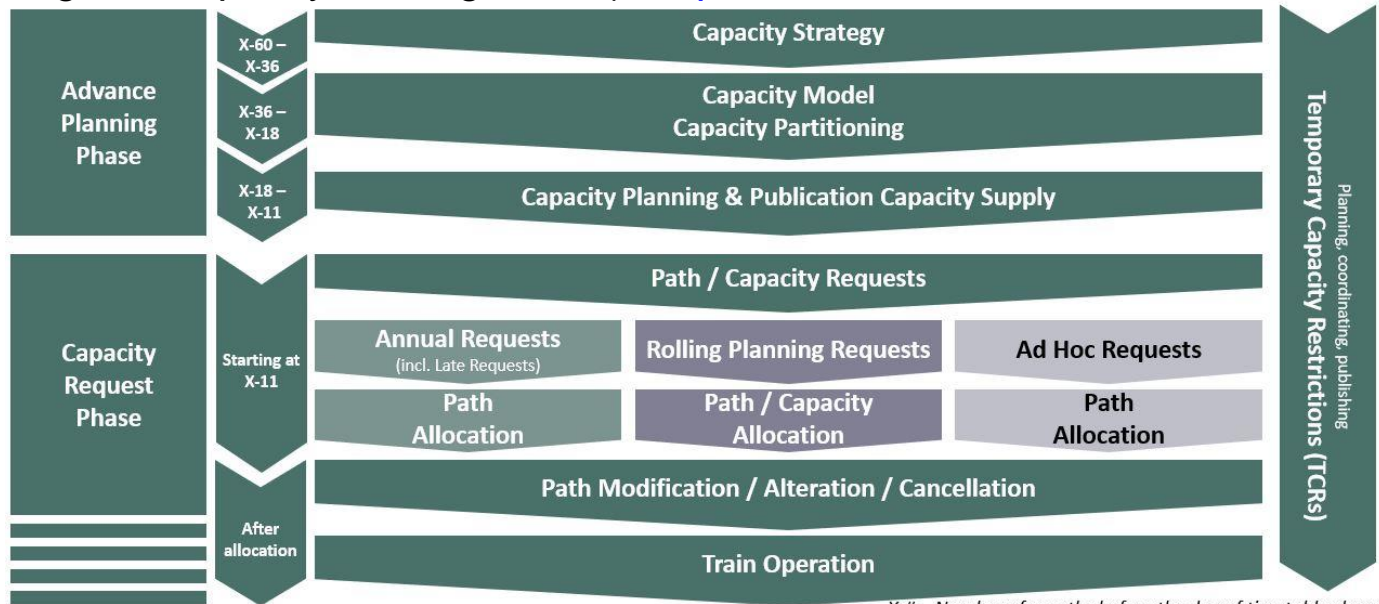 Advance
Planning
Phase
X-60 –
X-36
Capacity Strategy
X-36 –
X-18
Capacity Model
Capacity Partitioning
X-18 –
X-11
Capacity Planning & Publication Capacity Supply
Capacity
Request
Phase
Starting at
X-11
Path / Capacity Requests
Annual Requests
(incl. Late Requests)
Rolling Planning Requests
Ad Hoc Requests
Path
Allocation
Path / Capacity
Allocation
Path
Allocation
After
allocation
Path Modification / Alteration / Cancellation
Train Operation
Planning, coordinating, publishing
Temporary Capacity Restrictions (TCRs)